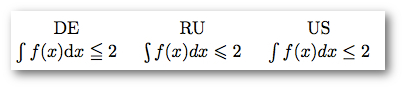 DE RU US
∫ f(x)dx ≦ 2 ∫ f(x)dx ⩽ 2 ∫ f(x)dx ≤ 2